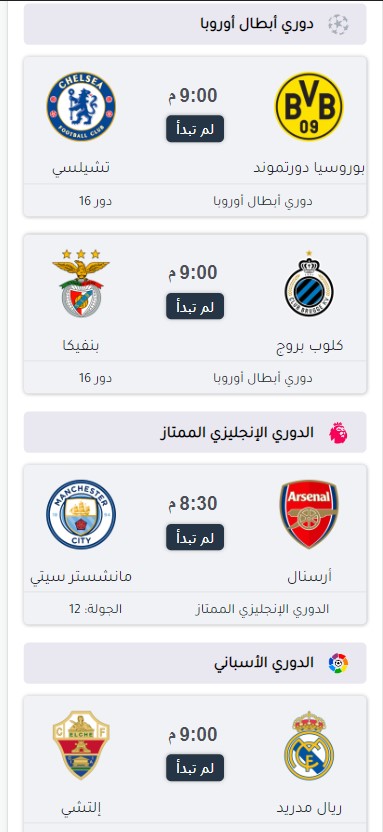 دوري أبطال أوروبا
CHELSEA
FOOTBALL CLUB
9:00 م
BVB
09
لم تبدأ
بوروسيا دورتموند
تشيلسي
دوري أبطال أوروبا
دور 16
9:00 م
CLUB BRUGGE KV
لم تبدأ
كلوب بروج
بنفيكا
دوري أبطال أوروبا
دور 16
الدوري الإنجليزي الممتاز
Arsenal
8:30 م
MANCHESTER
CITY
لم تبدأ
أرسنال
مانشستر سيتي
الدوري الإنجليزي الممتاز
الجولة: 12
الدوري الأسباني
9:00 م
C F
ELCHE
لم تبدأ
ريال مدريد
إلتشي